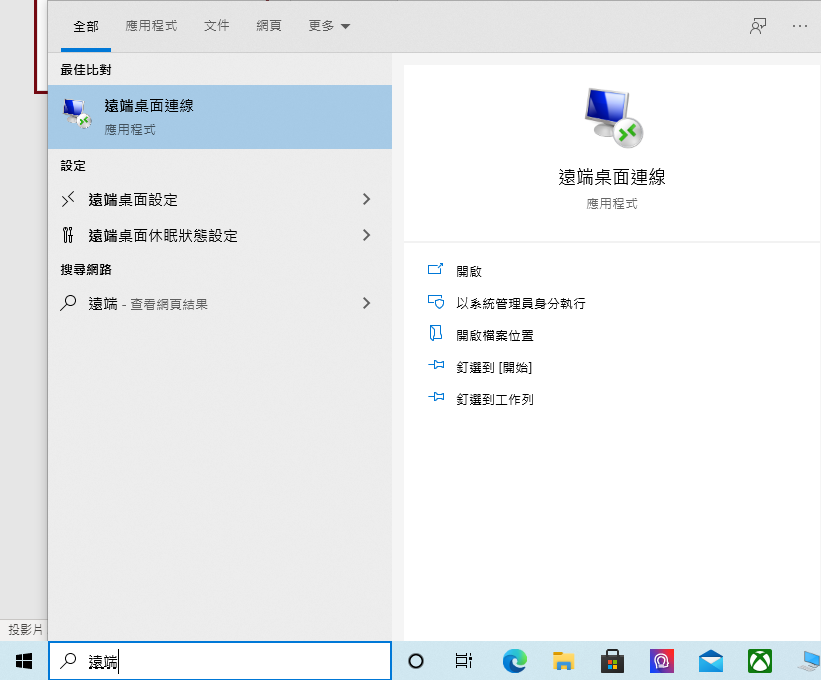 全部 應用程式 文件 網頁 更多
最佳比對
遠端桌面連線
應用程式
設定
遠端桌面設定
遠端桌面休眠狀態設定
搜尋網路
遠端 - 查看網頁結果
遠端桌面連線
應用程式
開啟
以系統管理員身分執行
開啟檔案位置
釘選到 [開始]
釘選到工作列
投影片
遠端